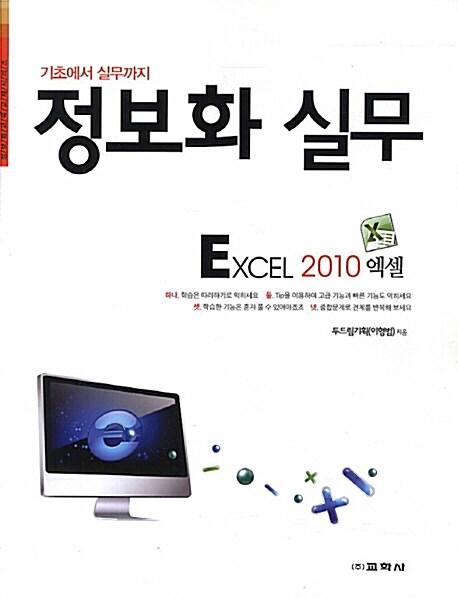 기초에서 실무까지
정보화 실무
EXCEL 2010 엑셀
하나, 학습은 따라하기로 익히세요 둘, Tip을 이용하여 고급 기능과 빠른 기능도 익히세요
셋, 학습한 기능은 혼자 풀 수 있어야겠죠 넷, 종합문제로 전체를 반복해 보세요
두드림기획(이형범) 지음
(주)교학사